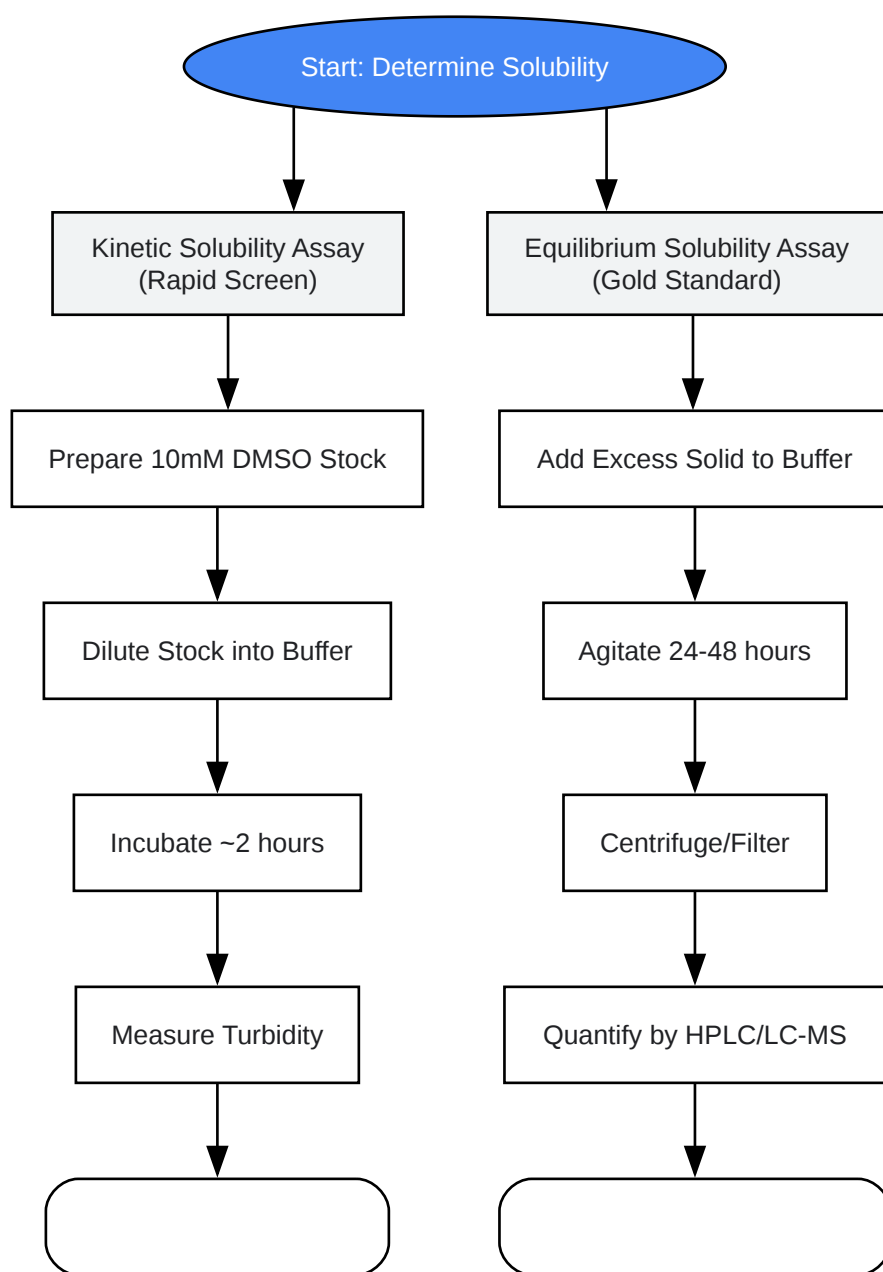 Start: Determine Solubility
Kinetic Solubility Assay
(Rapid Screen)
Equilibrium Solubility Assay
(Gold Standard)
Prepare 10mM DMSO Stock
Add Excess Solid to Buffer
Dilute Stock into Buffer
Agitate 24-48 hours
Incubate ~2 hours
Centrifuge/Filter
Measure Turbidity
Quantify by HPLC/LC-MS